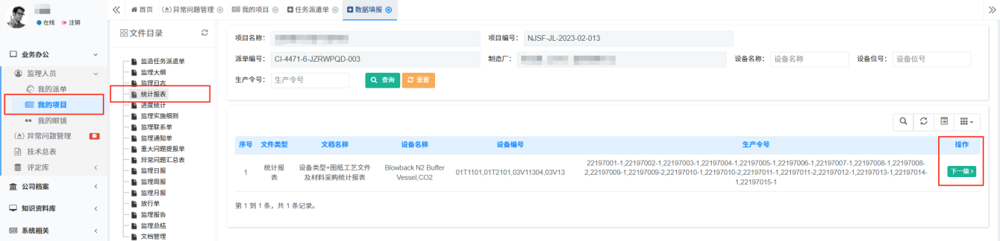 首页
异常问题管理
我的项目
任务派遣单
数据填报
在线 注销
业务办公
监理人员
我的派单
我的项目
我的眼镜
异常问题管理
技术总表
评定库
公司档案
知识资料库
系统相关
文件目录
监造任务派遣单
监理大纲
监理日志
统计报表
进度统计
监理实施细则
监理联系单
监理通知单
重大问题提报单
异常问题汇总表
监理日报
监理周报
监理月报
放行单
监理报告
监理总结
文档管理
项目名称:
项目编号: NJSF-JL-2023-02-013
派单编号: CI-4471-6-JZRWPQD-003
制造厂:
设备名称: 设备名称
设备位号: 设备位号
生产令号: 生产令号
查询 重置
序号 文件类型 文档名称 设备名称 设备编号 生产令号 操作
1 统计报表 设备类型+图纸工艺文件及材料采购统计报表 Blowback N2 Buffer Vessel,CO2 01T1101,01T2101,03V11304,03V13 22197001-1,22197002-1,22197003-1,22197004-1,22197005-1,22197006-1,22197007-1,22197008-1,22197008-2,22197009-1,22197009-2,22197010-1,22197010-2,22197011-1,22197011-2,22197012-1,22197013-1,22197014-1,22197015-1 下一级
第 1 到 1 条，共 1 条记录。